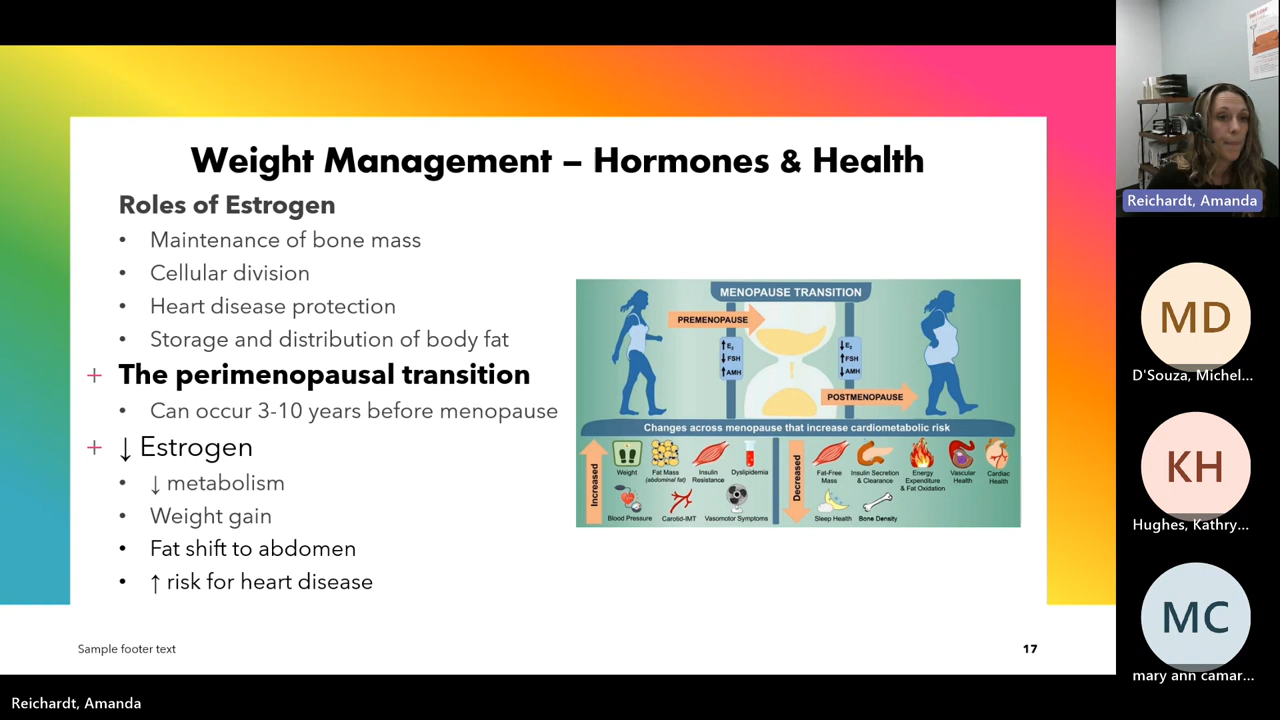 Weight Management – Hormones & Health
Roles of Estrogen
• Maintenance of bone mass
• Cellular division
• Heart disease protection
• Storage and distribution of body fat
+ The perimenopausal transition
• Can occur 3-10 years before menopause
+ ↓ Estrogen
• ↓ metabolism
• Weight gain
• Fat shift to abdomen
• ↑ risk for heart disease
MENOPAUSE TRANSITION
PREMENOPAUSE
↑E₂
↓FSH
↑AMH
↓E₂
↑FSH
↓AMH
POSTMENOPAUSE
Changes across menopause that increase cardiometabolic risk
Increased
Weight
Fat Mass
(abdominal fat)
Insulin
Resistance
Dyslipidemia
Blood Pressure
Carotid-IMT
Vasomotor Symptoms
Decreased
Fat-Free
Mass
Insulin Secretion
& Clearance
Energy
Expenditure
& Fat Oxidation
Vascular
Health
Cardiac
Health
Sleep Health
Bone Density
Sample footer text
17
Reichardt, Amanda
Reichardt, Amanda
MD
D'Souza, Michel...
KH
Hughes, Kathry...
MC
mary ann camar...